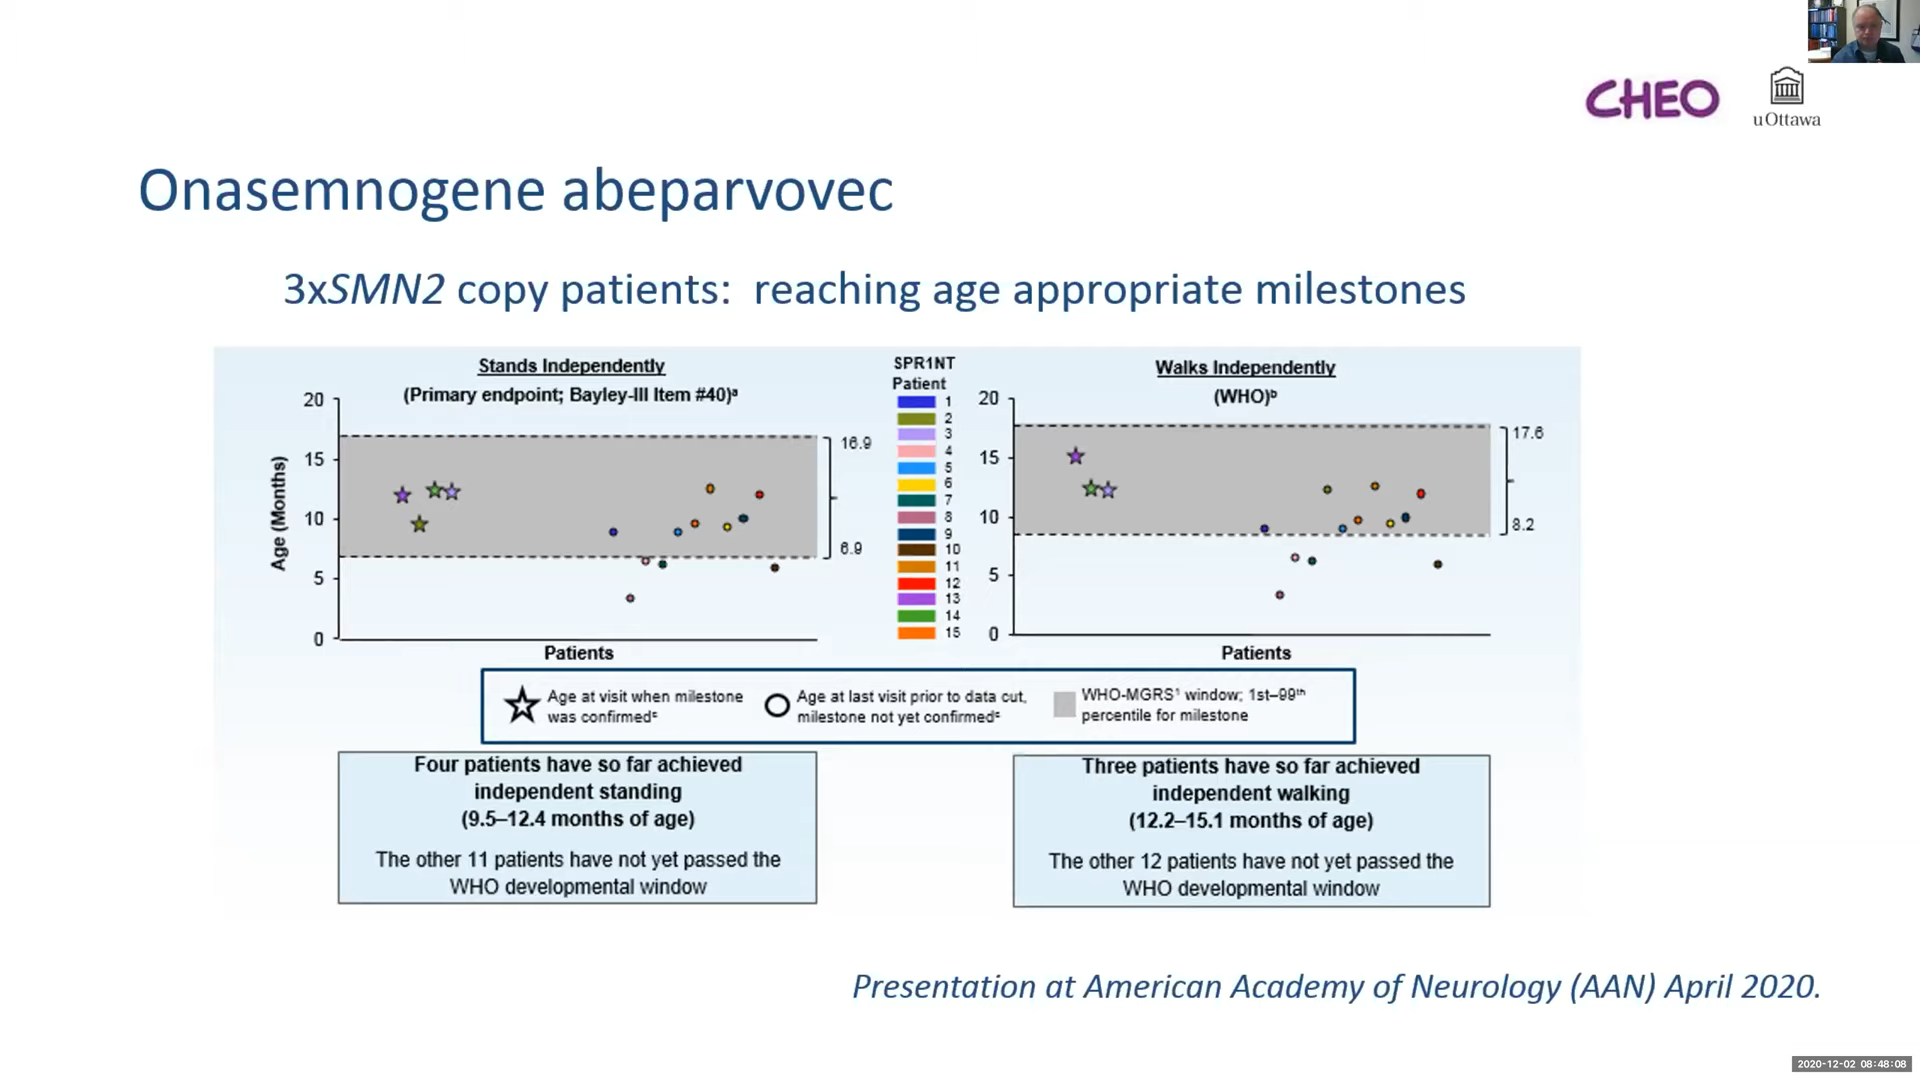 CHEO
uOttawa
Onasemnogene abeparvovec
3xSMN2 copy patients: reaching age appropriate milestones
Stands Independently
(Primary endpoint; Bayley-III Item #40)ᵃ
Age (Months)
20
15
10
5
0
16.9
6.9
Patients
SPR1NT
Patient
1
2
3
4
5
6
7
8
9
10
11
12
13
14
15
Walks Independently
(WHO)ᵇ
20
15
10
5
0
17.6
8.2
Patients
Age at visit when milestone
was confirmedᶜ
Age at last visit prior to data cut,
milestone not yet confirmedᶜ
WHO-MGRS¹ window; 1st–99ᵗʰ
percentile for milestone
Four patients have so far achieved
independent standing
(9.5–12.4 months of age)
The other 11 patients have not yet passed the
WHO developmental window
Three patients have so far achieved
independent walking
(12.2–15.1 months of age)
The other 12 patients have not yet passed the
WHO developmental window
Presentation at American Academy of Neurology (AAN) April 2020.
2020-12-02 08:48:08